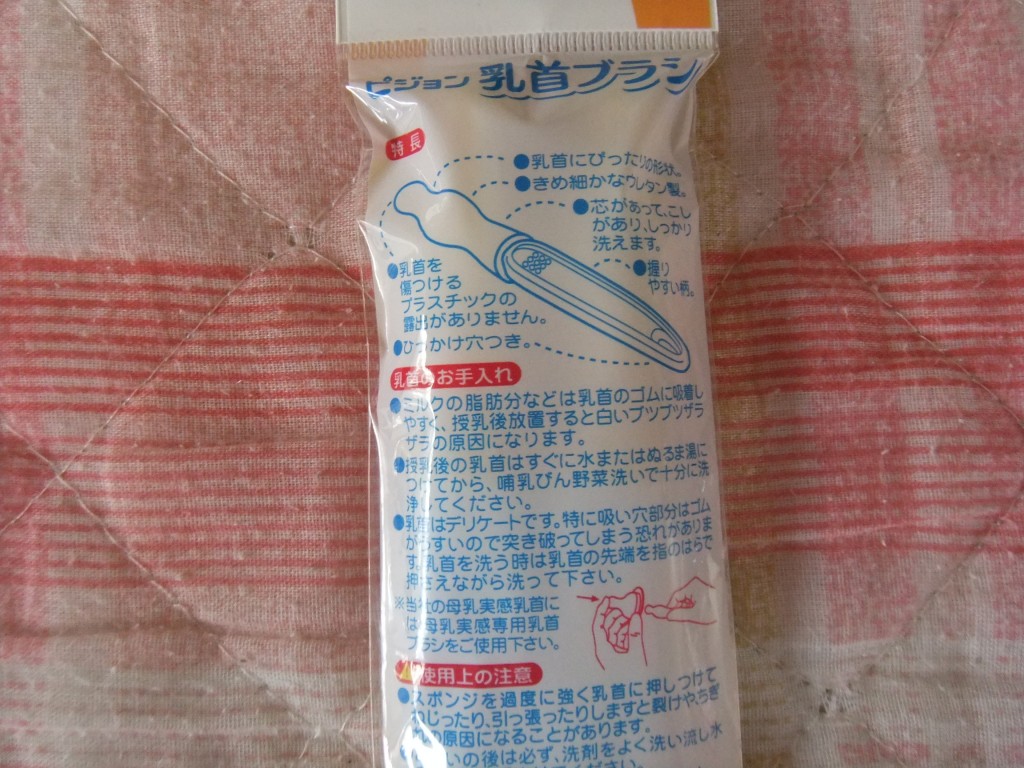 ピジョン 乳首ブラシ
特長
●乳首にぴったりの形状。
●きめ細かなウレタン製。
●芯があって、こし
があり、しっかり
洗えます。
●握り
やすい柄。
●乳首を
傷つける
プラスチックの
露出がありません。
●ひっかけ穴つき。
乳首のお手入れ
●ミルクの脂肪分などは乳首のゴムに吸着し
やすく、授乳後放置すると白いブツブツザラ
ザラの原因になります。
●授乳後の乳首はすぐに水またはぬるま湯に
つけてから、哺乳びん野菜洗いで十分に洗
浄してください。
●乳首はデリケートです。特に吸い穴部分はゴム
がうすいので突き破ってしまう恐れがありま
す。乳首を洗う時は乳首の先端を指のはらで
押さえながら洗って下さい。
※当社の母乳実感乳首に
は母乳実感専用乳首
ブラシをご使用下さい。
使用上の注意
●スポンジを過度に強く乳首に押しつけて
ねじったり、引っ張ったりしますと裂けや、ちぎ
れの原因になることがあります。
いの後は必ず、洗剤をよく洗い流し水
ください。